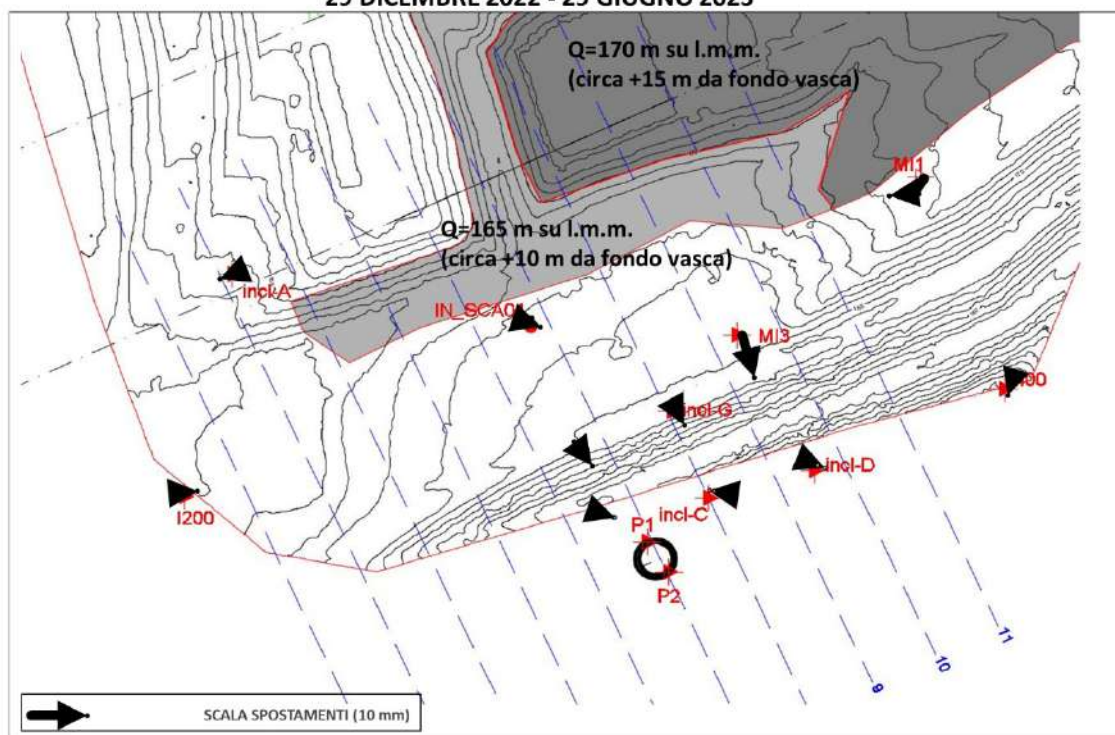 29 DICEMBRE 2022 - 29 GIUGNO 2023
Q=170 m su l.m.m.
(circa +15 m da fondo vasca)
MI1
Q=165 m su l.m.m.
(circa +10 m da fondo vasca)
incl-A
IN_SCA01
MI3
incl-G
incl-D
I200
incl-C
P1
P2
11
10
9
SCALA SPOSTAMENTI (10 mm)